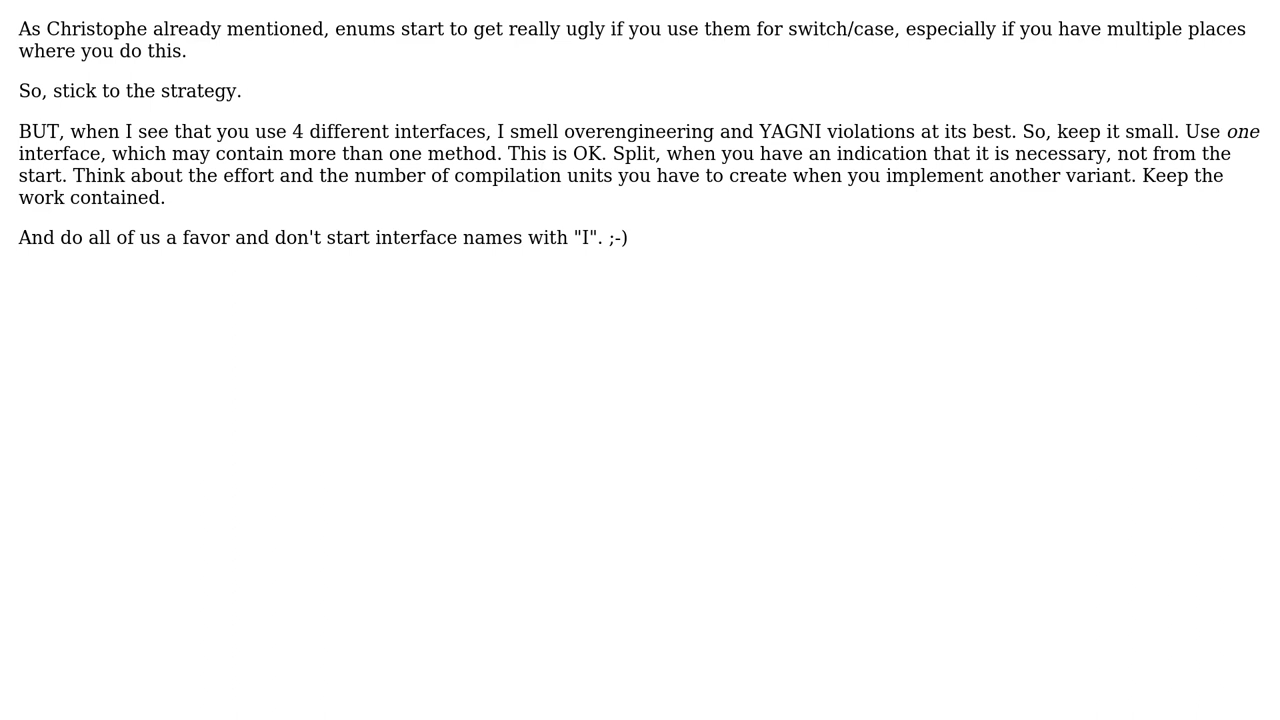 As Christophe already mentioned, enums start to get really ugly if you use them for switch/case, especially if you have multiple places
where you do this.
So, stick to the strategy.
BUT, when I see that you use 4 different interfaces, I smell overengineering and YAGNI violations at its best. So, keep it small. Use one
interface, which may contain more than one method. This is OK. Split, when you have an indication that it is necessary, not from the
start. Think about the effort and the number of compilation units you have to create when you implement another variant. Keep the
work contained.
And do all of us a favor and don't start interface names with "I". ;-)